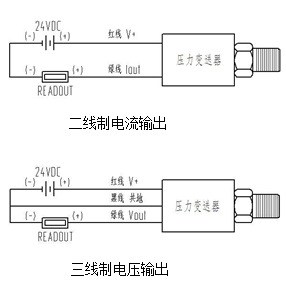 24VDC
(-) (+) 红线 V+
压力变送器
(-) (+) 绿线 Iout
READOUT
二线制电流输出
24VDC
(-) (+) 红线 V+
黑线 共地
压力变送器
(-) (+) 绿线 Vout
READOUT
三线制电压输出